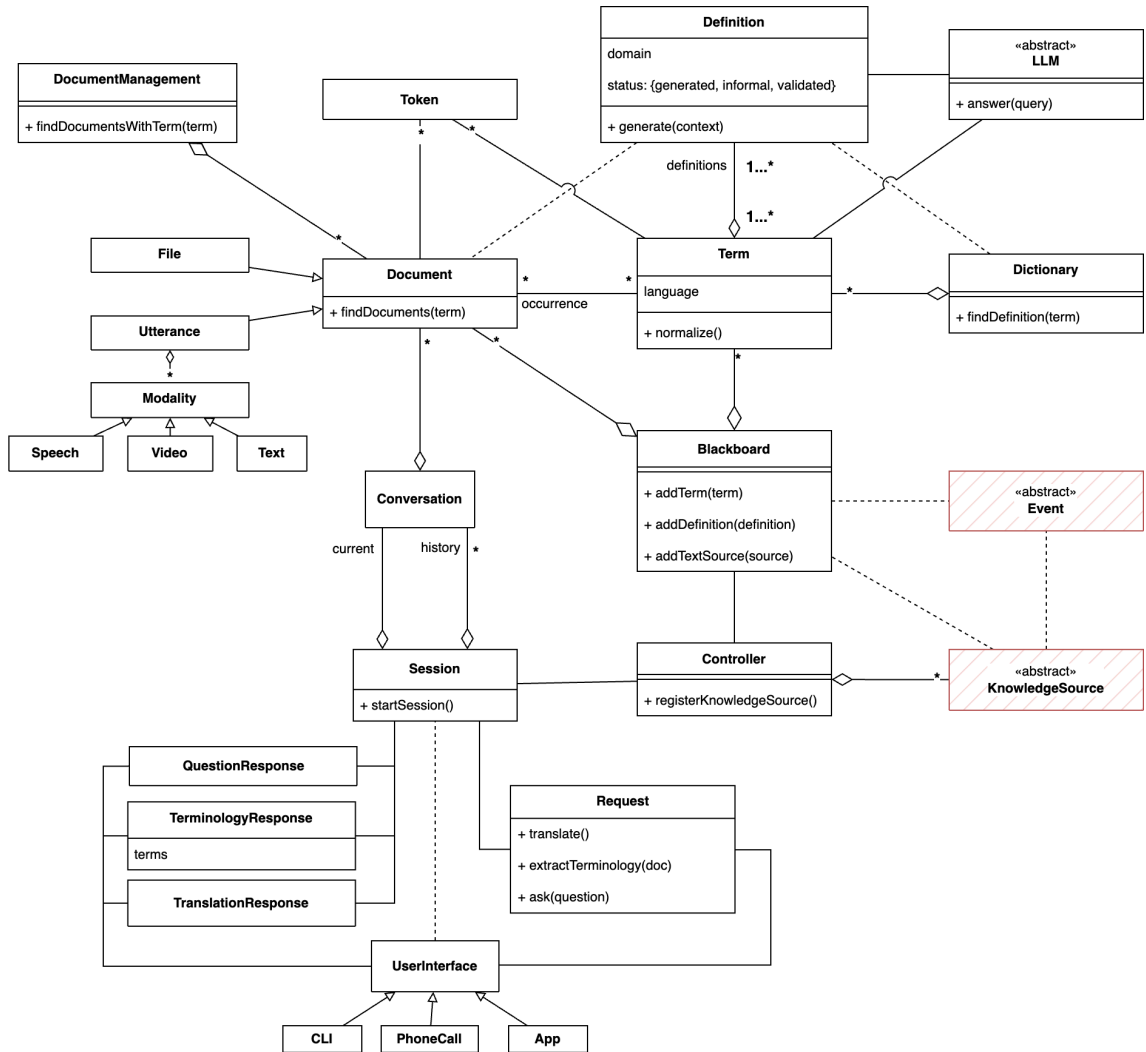 Definition
domain
status: {generated, informal, validated}
+ generate(context)
«abstract»
LLM
+ answer(query)
DocumentManagement
+ findDocumentsWithTerm(term)
Token
*
*
definitions
1...*
1...*
*
File
Document
+ findDocuments(term)
*
occurrence
*
Term
language
+ normalize()
*
Dictionary
+ findDefinition(term)
Utterance
*
Modality
Speech
Video
Text
*
*
*
Blackboard
+ addTerm(term)
+ addDefinition(definition)
+ addTextSource(source)
«abstract»
Event
Conversation
current
history
*
Session
+ startSession()
Controller
+ registerKnowledgeSource()
*
«abstract»
KnowledgeSource
QuestionResponse
TerminologyResponse
terms
TranslationResponse
Request
+ translate()
+ extractTerminology(doc)
+ ask(question)
UserInterface
CLI
PhoneCall
App